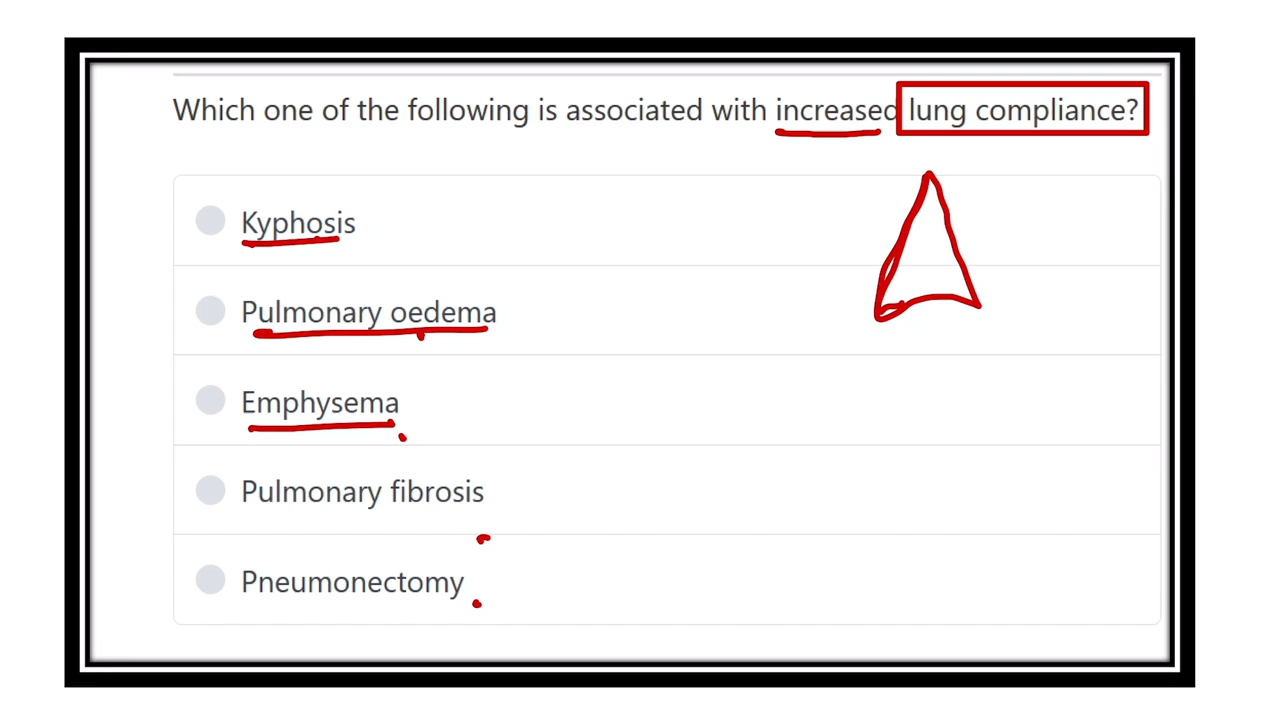 Which one of the following is associated with increased lung compliance?
Kyphosis
Pulmonary oedema
Emphysema
Pulmonary fibrosis
Pneumonectomy